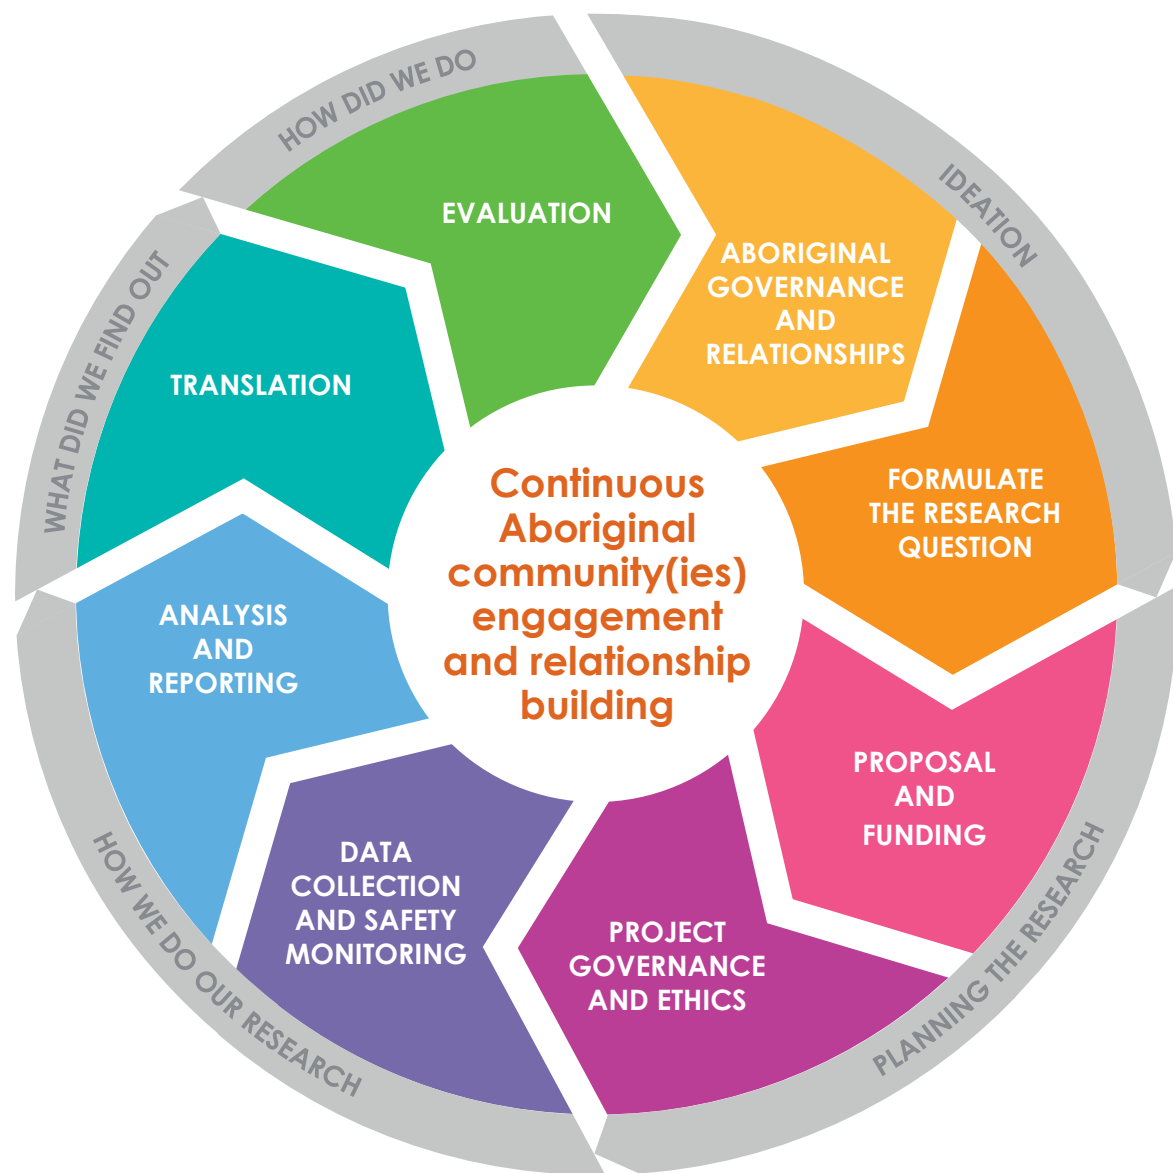 HOW DID WE DO
IDEATION
EVALUATION
ABORIGINAL
GOVERNANCE
AND
RELATIONSHIPS
WHAT DID WE FIND OUT
TRANSLATION
FORMULATE
THE RESEARCH
QUESTION
Continuous
Aboriginal
community(ies)
engagement
and relationship
building
ANALYSIS
AND
REPORTING
PROPOSAL
AND
FUNDING
DATA
COLLECTION
AND SAFETY
MONITORING
PROJECT
GOVERNANCE
AND ETHICS
HOW WE DO OUR RESEARCH
PLANNING THE RESEARCH